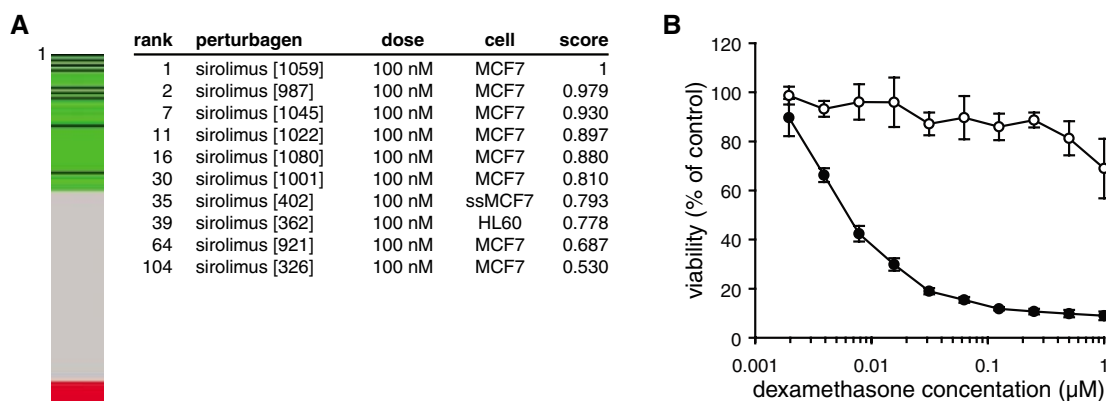 A
1
rank perturbagen dose cell score
1 sirolimus [1059] 100 nM MCF7 1
2 sirolimus [987] 100 nM MCF7 0.979
7 sirolimus [1045] 100 nM MCF7 0.930
11 sirolimus [1022] 100 nM MCF7 0.897
16 sirolimus [1080] 100 nM MCF7 0.880
30 sirolimus [1001] 100 nM MCF7 0.810
35 sirolimus [402] 100 nM ssMCF7 0.793
39 sirolimus [362] 100 nM HL60 0.778
64 sirolimus [921] 100 nM MCF7 0.687
104 sirolimus [326] 100 nM MCF7 0.530
B
viability (% of control)
120
100
80
60
40
20
0
0.001 0.01 0.1 1
dexamethasone concentration (µM)